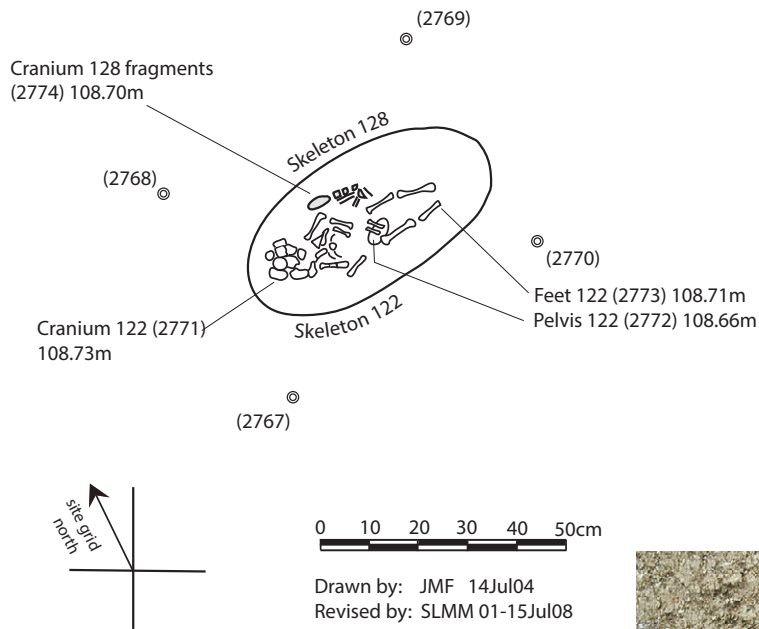 (2769)
Cranium 128 fragments
(2774) 108.70m
Skeleton 128
(2768)
(2770)
Feet 122 (2773) 108.71m
Pelvis 122 (2772) 108.66m
Cranium 122 (2771)
108.73m
Skeleton 122
(2767)
site grid
north
0 10 20 30 40 50cm
Drawn by: JMF 14Jul04
Revised by: SLMM 01-15Jul08